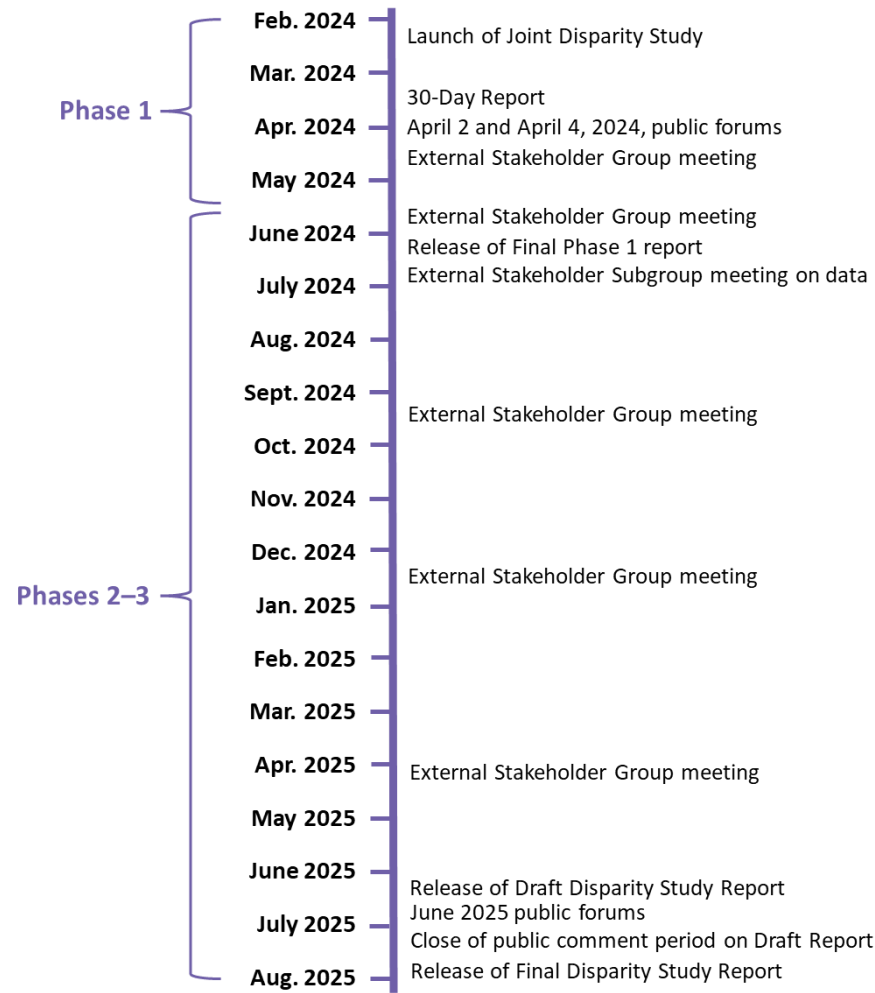 Feb. 2024
Launch of Joint Disparity Study
Mar. 2024
30-Day Report
Phase 1
Apr. 2024
April 2 and April 4, 2024, public forums
External Stakeholder Group meeting
May 2024
External Stakeholder Group meeting
June 2024
Release of Final Phase 1 report
External Stakeholder Subgroup meeting on data
July 2024
Aug. 2024
Sept. 2024
External Stakeholder Group meeting
Oct. 2024
Nov. 2024
Dec. 2024
External Stakeholder Group meeting
Phases 2–3
Jan. 2025
Feb. 2025
Mar. 2025
Apr. 2025
External Stakeholder Group meeting
May 2025
June 2025
Release of Draft Disparity Study Report
June 2025 public forums
July 2025
Close of public comment period on Draft Report
Release of Final Disparity Study Report
Aug. 2025